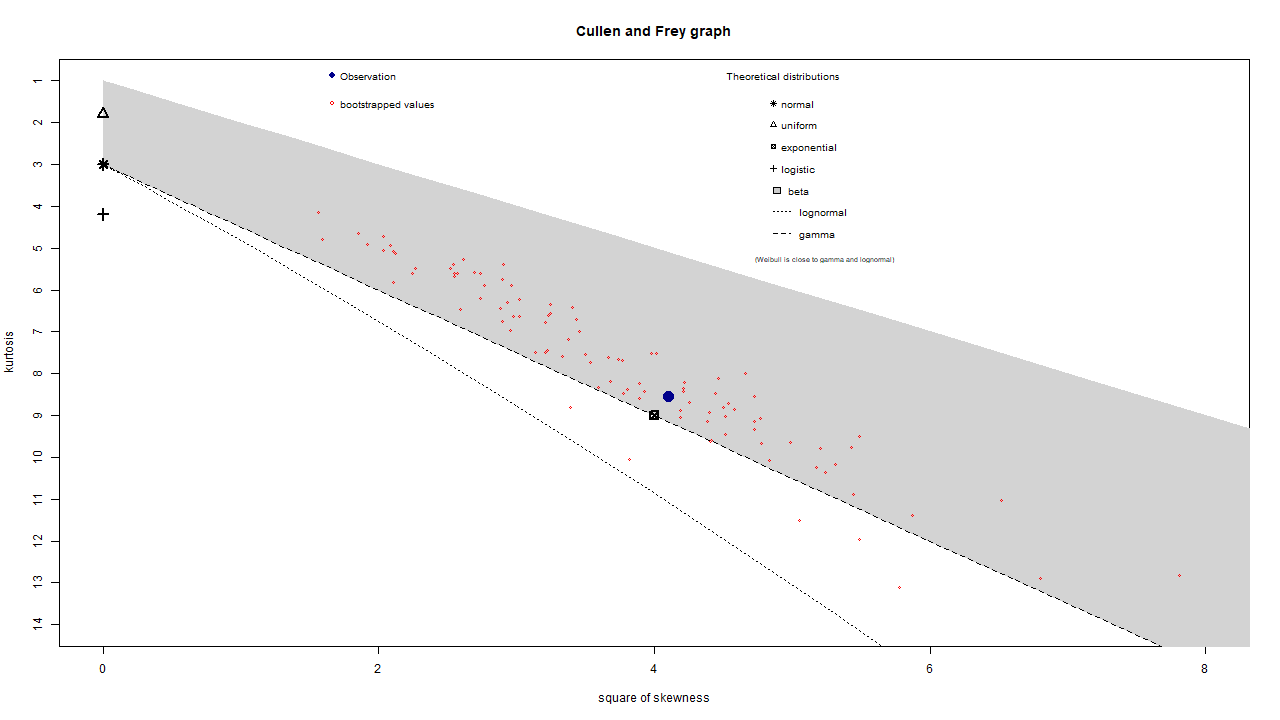 Cullen and Frey graph
Observation
bootstrapped values
Theoretical distributions
normal
uniform
exponential
logistic
beta
lognormal
gamma
(Weibull is close to gamma and lognormal)
kurtosis
1
2
3
4
5
6
7
8
9
10
11
12
13
14
0 2 4 6 8
square of skewness